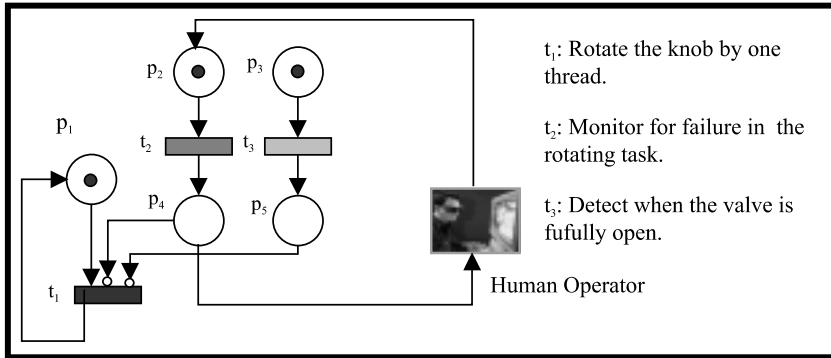 p₂
p₃
t₁: Rotate the knob by one
thread.
p₁
t₂
t₃
t₂: Monitor for failure in the
rotating task.
p₄
p₅
t₃: Detect when the valve is
fufully open.
t₁
Human Operator